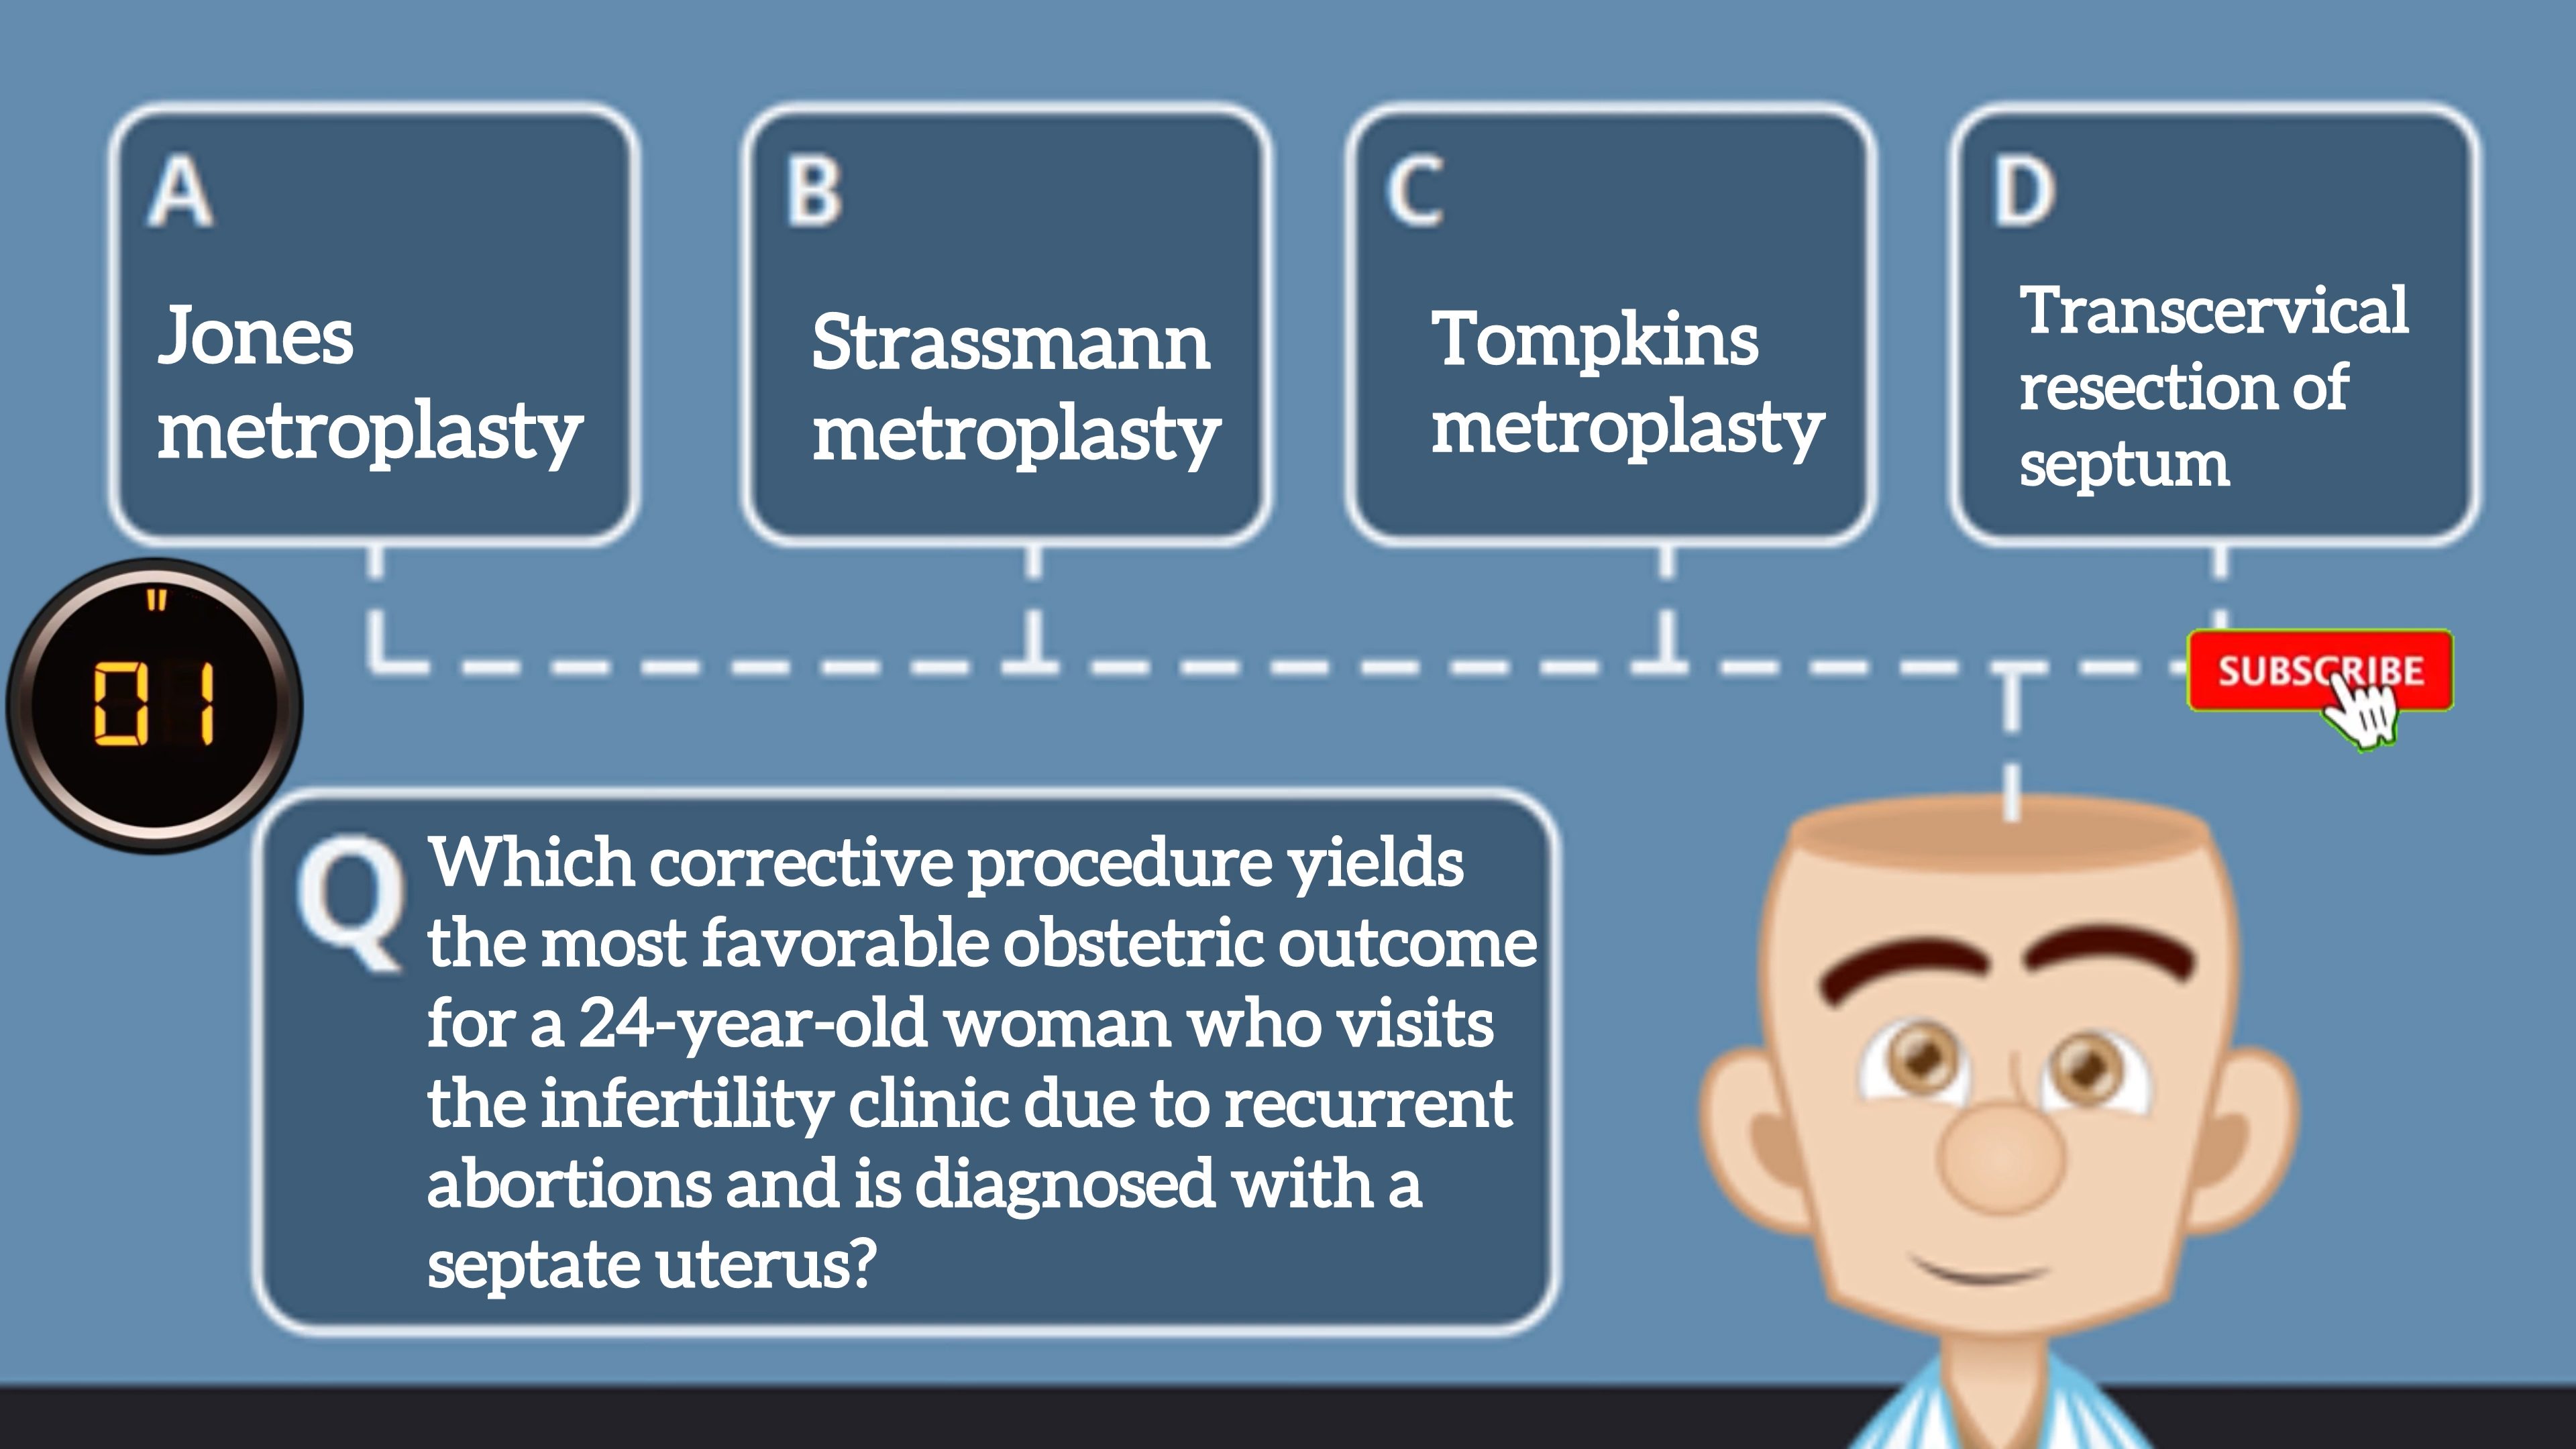 A
Jones
metroplasty
B
Strassmann
metroplasty
C
Tompkins
metroplasty
D
Transcervical
resection of
septum
"
01
SUBSCRIBE
Q
Which corrective procedure yields
the most favorable obstetric outcome
for a 24-year-old woman who visits
the infertility clinic due to recurrent
abortions and is diagnosed with a
septate uterus?